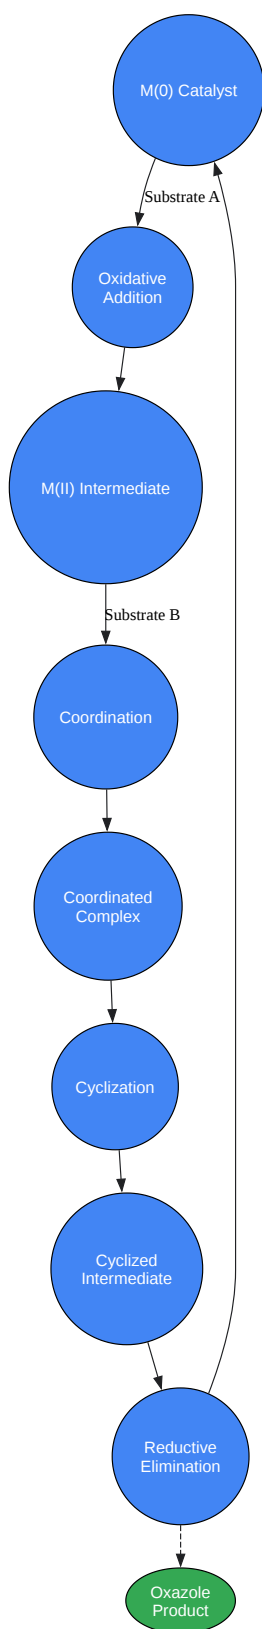 M(0) Catalyst
Substrate A
Oxidative
Addition
M(II) Intermediate
Substrate B
Coordination
Coordinated
Complex
Cyclization
Cyclized
Intermediate
Reductive
Elimination
Oxazole
Product